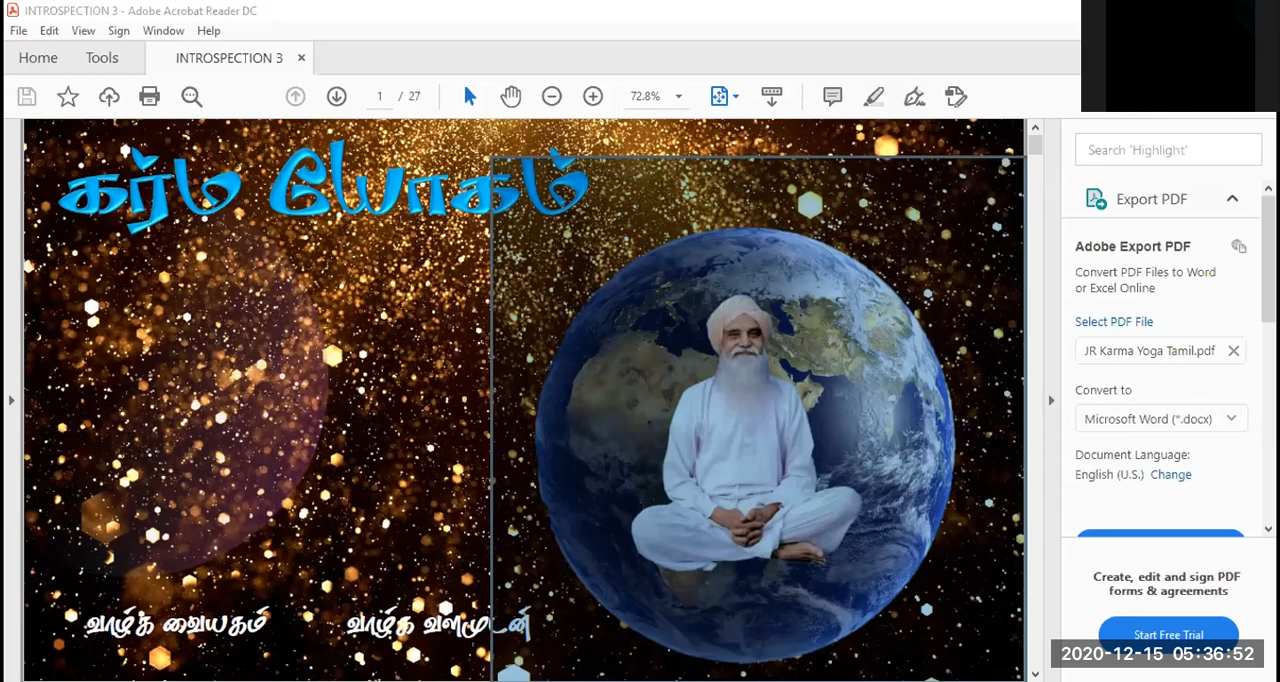 INTROSPECTION 3 - Adobe Acrobat Reader DC
File Edit View Sign Window Help
Home Tools INTROSPECTION 3 ×
1 / 27 72.8%
கர்ம யோகம்
வாழ்க வையகம் வாழ்க வளமுடன்
Search 'Highlight'
Export PDF
Adobe Export PDF
Convert PDF Files to Word
or Excel Online
Select PDF File
JR Karma Yoga Tamil.pdf
Convert to
Microsoft Word (*.docx)
Document Language:
English (U.S.) Change
Create, edit and sign PDF
forms & agreements
Start Free Trial
2020-12-15 05:36:52